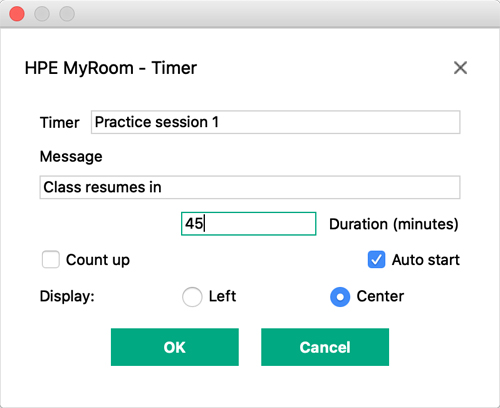 HPE MyRoom - Timer
Timer Practice session 1
Message
Class resumes in
45 Duration (minutes)
Count up Auto start
Display: Left Center
OK Cancel